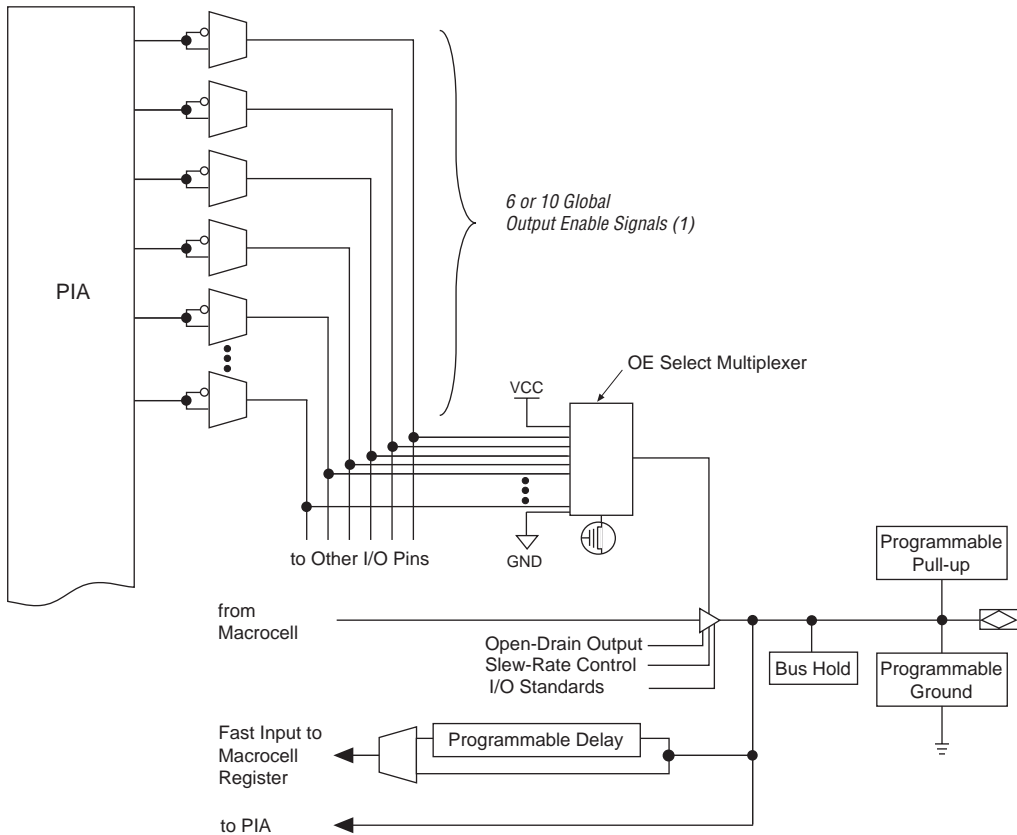 PIA
6 or 10 Global
Output Enable Signals (1)
OE Select Multiplexer
VCC
GND
to Other I/O Pins
Programmable
Pull-up
from
Macrocell
Open-Drain Output
Slew-Rate Control
I/O Standards
Bus Hold
Programmable
Ground
Fast Input to
Macrocell
Register
Programmable Delay
to PIA